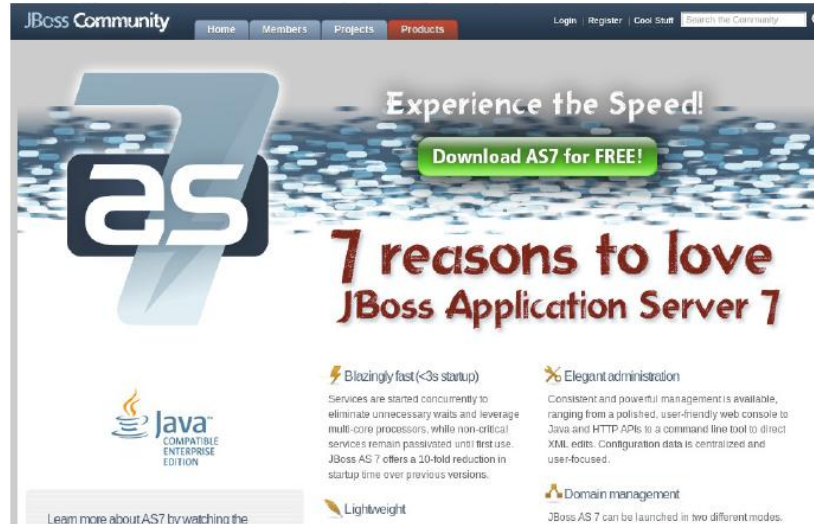 JBoss Community
Home Members Projects Products
Login | Register | Cool Stuff Search the Community
Experience the Speed!
Download AS7 for FREE!
as
7
7 reasons to love
JBoss Application Server 7
Java™
COMPATIBLE
ENTERPRISE
EDITION
Learn more about AS7 by watching the
Blazingly fast (<3s startup)
Services are started concurrently to
eliminate unnecessary waits and leverage
multi-core processors, while non-critical
services remain passivated until first use.
JBoss AS 7 offers a 10-fold reduction in
startup time over previous versions.
Lightweight
Elegant administration
Consistent and powerful management is available,
ranging from a polished, user-friendly web console to
Java and HTTP APIs to a command line tool to direct
XML edits. Configuration data is centralized and
user-focused.
Domain management
JBoss AS 7 can be launched in two different modes.